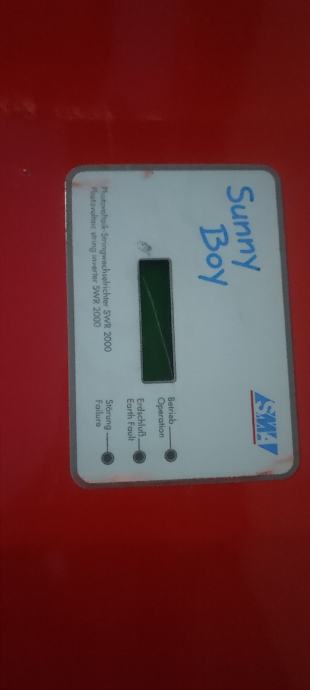 SMA
Sunny
Boy
Betrieb
Operation
Erdschluß
Earth Fault
Störung
Failure
Photovoltaik Stringwechselrichter SWR 2000
Photovoltaic string inverter SWR 2000